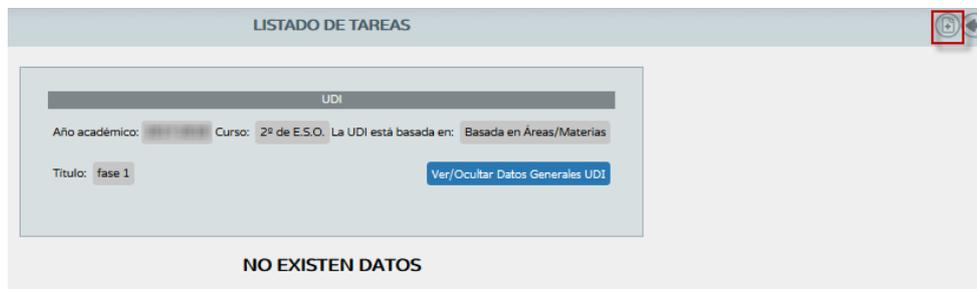 LISTADO DE TAREAS
UDI
Año académico: Curso: 2º de E.S.O. La UDI está basada en: Basada en Áreas/Materias
Título: fase 1 Ver/Ocultar Datos Generales UDI
NO EXISTEN DATOS